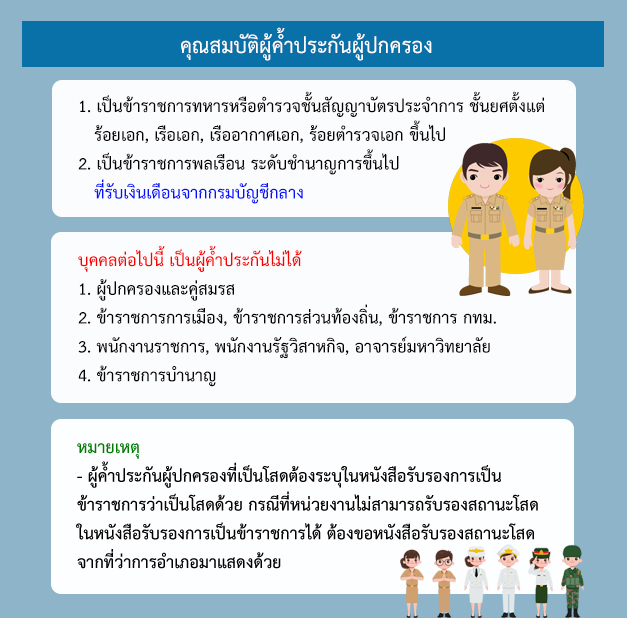 คุณสมบัติผู้ค้ำประกันผู้ปกครอง
1. เป็นข้าราชการทหารหรือตำรวจชั้นสัญญาบัตรประจำการ ชั้นยศตั้งแต่
ร้อยเอก, เรือเอก, เรืออากาศเอก, ร้อยตำรวจเอก ขึ้นไป
2. เป็นข้าราชการพลเรือน ระดับชำนาญการขึ้นไป
ที่รับเงินเดือนจากกรมบัญชีกลาง
บุคคลต่อไปนี้ เป็นผู้ค้ำประกันไม่ได้
1. ผู้ปกครองและคู่สมรส
2. ข้าราชการการเมือง, ข้าราชการส่วนท้องถิ่น, ข้าราชการ กทม.
3. พนักงานราชการ, พนักงานรัฐวิสาหกิจ, อาจารย์มหาวิทยาลัย
4. ข้าราชการบำนาญ
หมายเหตุ
- ผู้ค้ำประกันผู้ปกครองที่เป็นโสดต้องระบุในหนังสือรับรองการเป็น
ข้าราชการว่าเป็นโสดด้วย กรณีที่หน่วยงานไม่สามารถรับรองสถานะโสด
ในหนังสือรับรองการเป็นข้าราชการได้ ต้องขอหนังสือรับรองสถานะโสด
จากที่ว่าการอำเภอมาแสดงด้วย